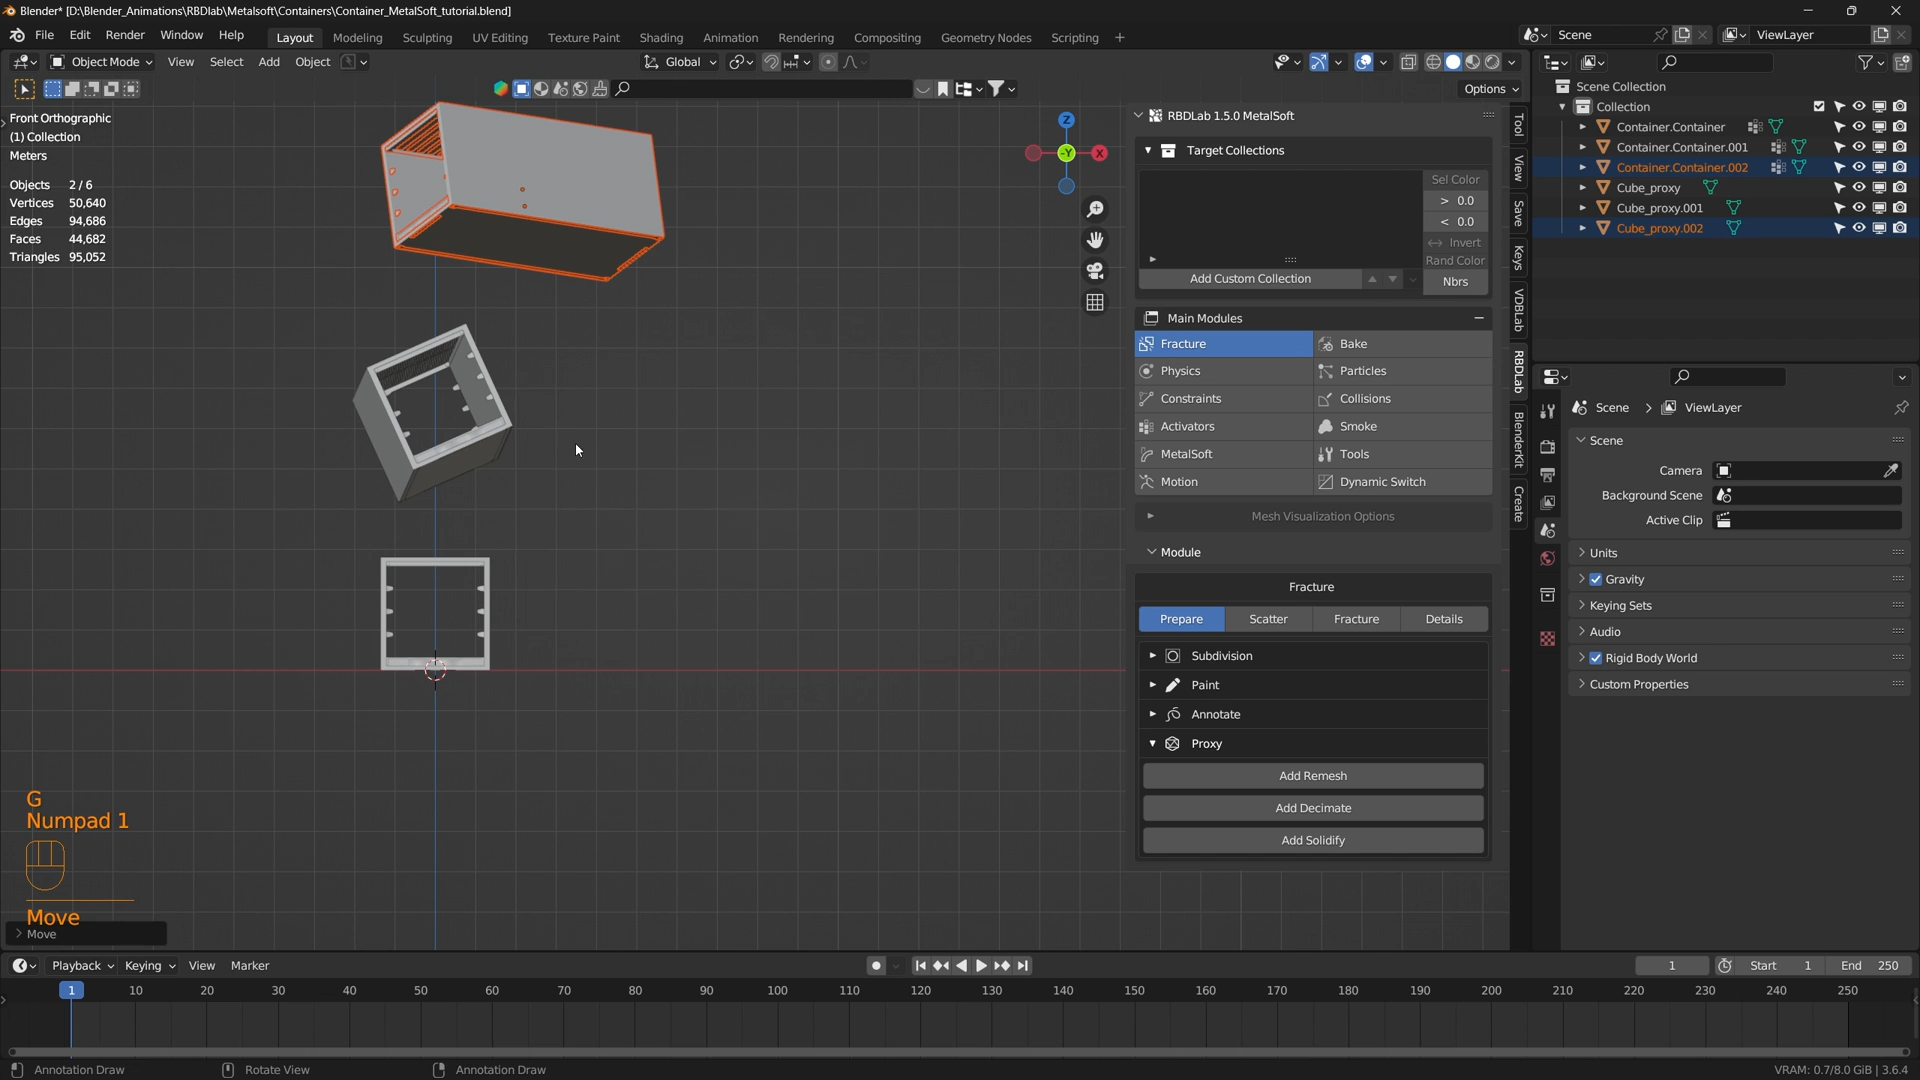 Blender* [D:\Blender_Animations\RBDlab\Metalsoft\Containers\Container_MetalSoft_tutorial.blend]
File Edit Render Window Help Layout Modeling Sculpting UV Editing Texture Paint Shading Animation Rendering Compositing Geometry Nodes Scripting + Scene ViewLayer
Object Mode View Select Add Object Global
Options
Front Orthographic
(1) Collection
Meters
Objects 2/6
Vertices 50,640
Edges 94,686
Faces 44,682
Triangles 95,052
Z
-Y X
RBDLab 1.5.0 MetalSoft
Target Collections
Sel Color
> 0.0
< 0.0
Invert
Rand Color
Add Custom Collection Nbrs
Main Modules
Fracture Bake
Physics Particles
Constraints Collisions
Activators Smoke
MetalSoft Tools
Motion Dynamic Switch
Mesh Visualization Options
Module
Fracture
Prepare Scatter Fracture Details
Subdivision
Paint
Annotate
Proxy
Add Remesh
Add Decimate
Add Solidify
Tool
View
Save
Keys
VDBLab
RBDLab
BlenderKit
Create
Scene Collection
Collection
Container.Container
Container.Container.001
Container.Container.002
Cube_proxy
Cube_proxy.001
Cube_proxy.002
Scene ViewLayer
Scene
Camera
Background Scene
Active Clip
Units
Gravity
Keying Sets
Audio
Rigid Body World
Custom Properties
G
Numpad 1
Move
Move
Playback Keying View Marker 1 Start 1 End 250
1 10 20 30 40 50 60 70 80 90 100 110 120 130 140 150 160 170 180 190 200 210 220 230 240 250
Annotation Draw Rotate View Annotation Draw VRAM: 0.7/8.0 GiB | 3.6.4